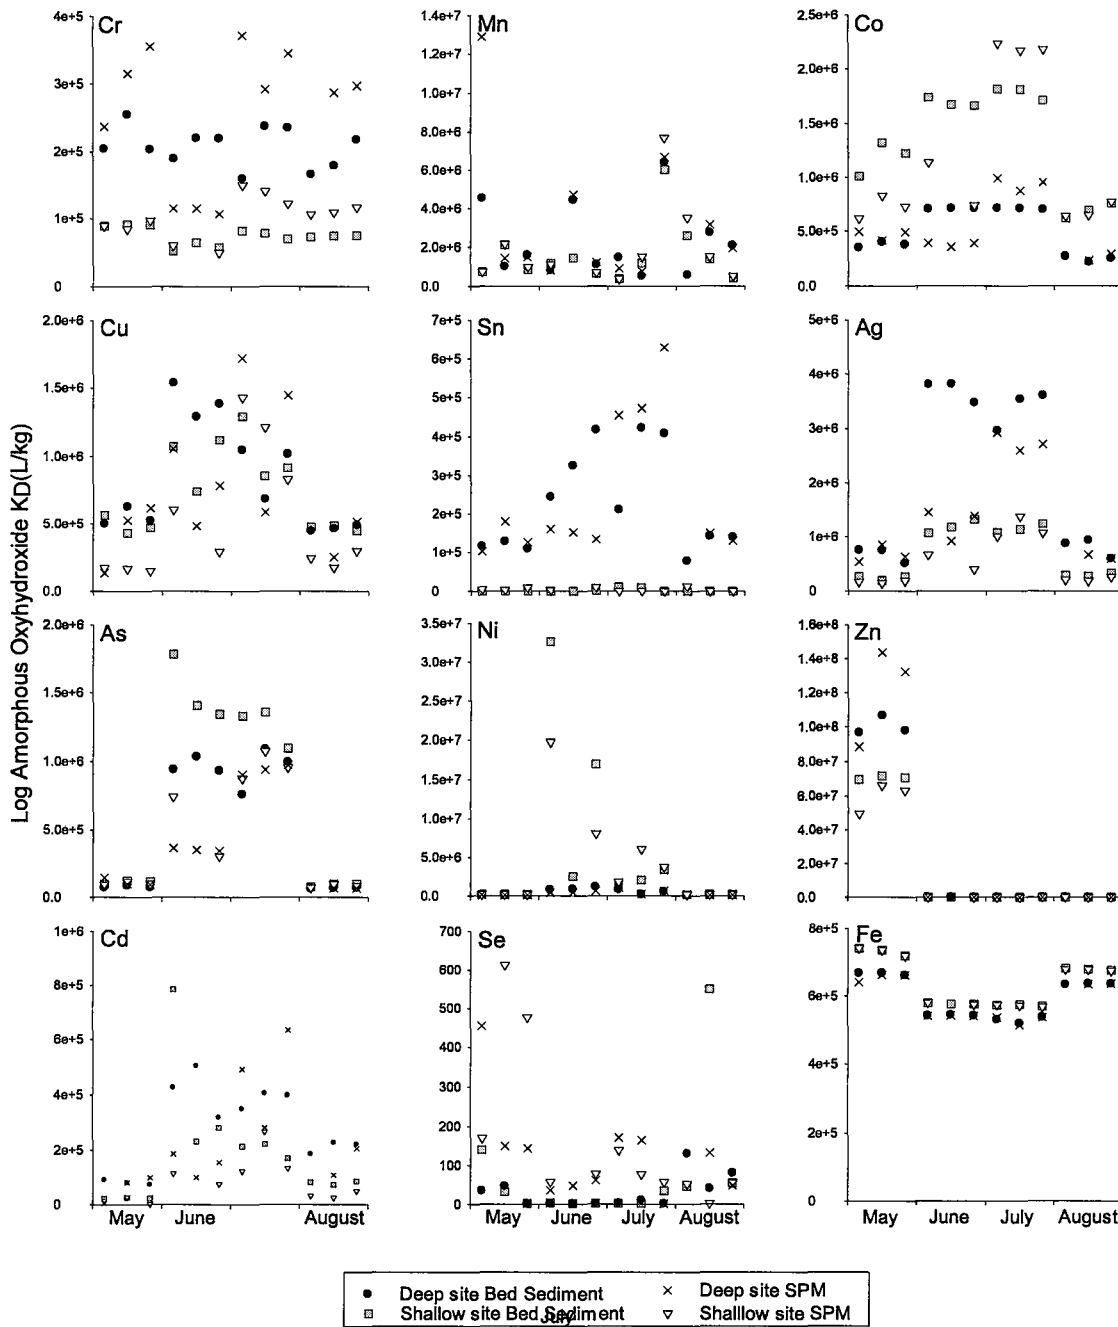 Log Amorphous Oxyhydroxide KD(L/kg)
Cr
4e+5
3e+5
2e+5
1e+5
0
Mn
1.4e+7
1.2e+7
1.0e+7
8.0e+6
6.0e+6
4.0e+6
2.0e+6
0.0
Co
2.5e+6
2.0e+6
1.5e+6
1.0e+6
5.0e+5
0.0
Cu
2.0e+6
1.5e+6
1.0e+6
5.0e+5
0.0
Sn
7e+5
6e+5
5e+5
4e+5
3e+5
2e+5
1e+5
0
Ag
5e+6
4e+6
3e+6
2e+6
1e+6
0
As
2.0e+6
1.5e+6
1.0e+6
5.0e+5
0.0
Ni
3.5e+7
3.0e+7
2.5e+7
2.0e+7
1.5e+7
1.0e+7
5.0e+6
0.0
Zn
1.6e+8
1.4e+8
1.2e+8
1.0e+8
8.0e+7
6.0e+7
4.0e+7
2.0e+7
0.0
Cd
1e+6
8e+5
6e+5
4e+5
2e+5
0
May June August
Se
700
600
500
400
300
200
100
0
May June July August
Fe
8e+5
6e+5
4e+5
2e+5
0
May June July August
Deep site Bed Sediment Deep site SPM
Shallow site Bed Sediment Shalllow site SPM
July